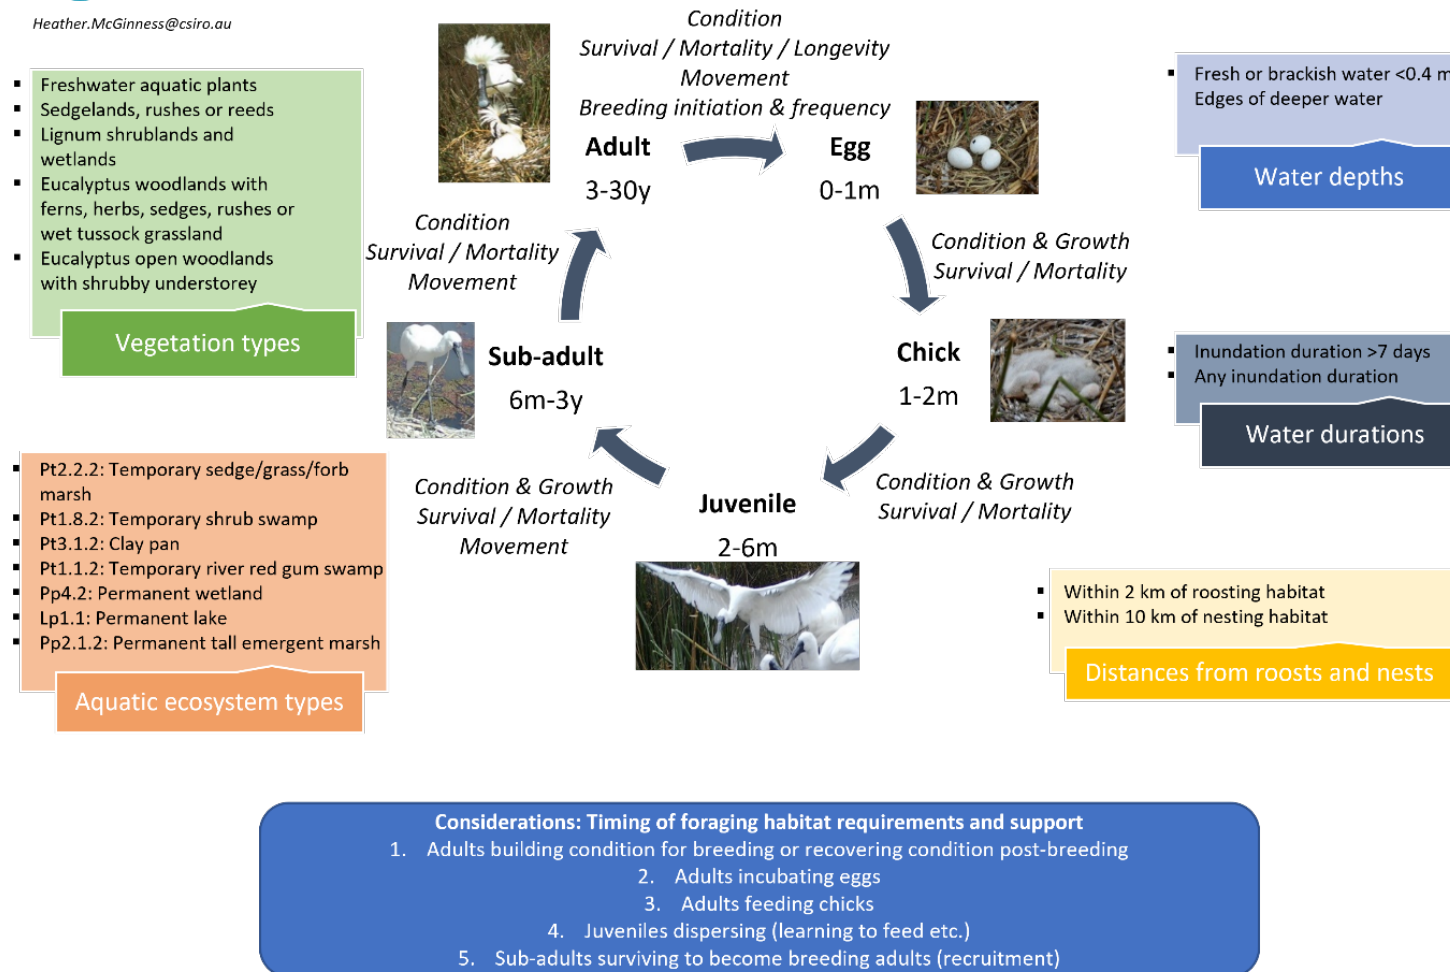 Heather.McGinness@csiro.au
▪ Freshwater aquatic plants
▪ Sedgelands, rushes or reeds
▪ Lignum shrublands and
wetlands
▪ Eucalyptus woodlands with
ferns, herbs, sedges, rushes or
wet tussock grassland
▪ Eucalyptus open woodlands
with shrubby understorey
Vegetation types
▪ Pt2.2.2: Temporary sedge/grass/forb
marsh
▪ Pt1.8.2: Temporary shrub swamp
▪ Pt3.1.2: Clay pan
▪ Pt1.1.2: Temporary river red gum swamp
▪ Pp4.2: Permanent wetland
▪ Lp1.1: Permanent lake
▪ Pp2.1.2: Permanent tall emergent marsh
Aquatic ecosystem types
Condition
Survival / Mortality / Longevity
Movement
Breeding initiation & frequency
Adult
3-30y
Egg
0-1m
Condition & Growth
Survival / Mortality
Chick
1-2m
Condition & Growth
Survival / Mortality
Juvenile
2-6m
Condition & Growth
Survival / Mortality
Movement
Sub-adult
6m-3y
Condition
Survival / Mortality
Movement
▪ Fresh or brackish water <0.4 m
Edges of deeper water
Water depths
▪ Inundation duration >7 days
▪ Any inundation duration
Water durations
▪ Within 2 km of roosting habitat
▪ Within 10 km of nesting habitat
Distances from roosts and nests
Considerations: Timing of foraging habitat requirements and support
1. Adults building condition for breeding or recovering condition post-breeding
2. Adults incubating eggs
3. Adults feeding chicks
4. Juveniles dispersing (learning to feed etc.)
5. Sub-adults surviving to become breeding adults (recruitment)